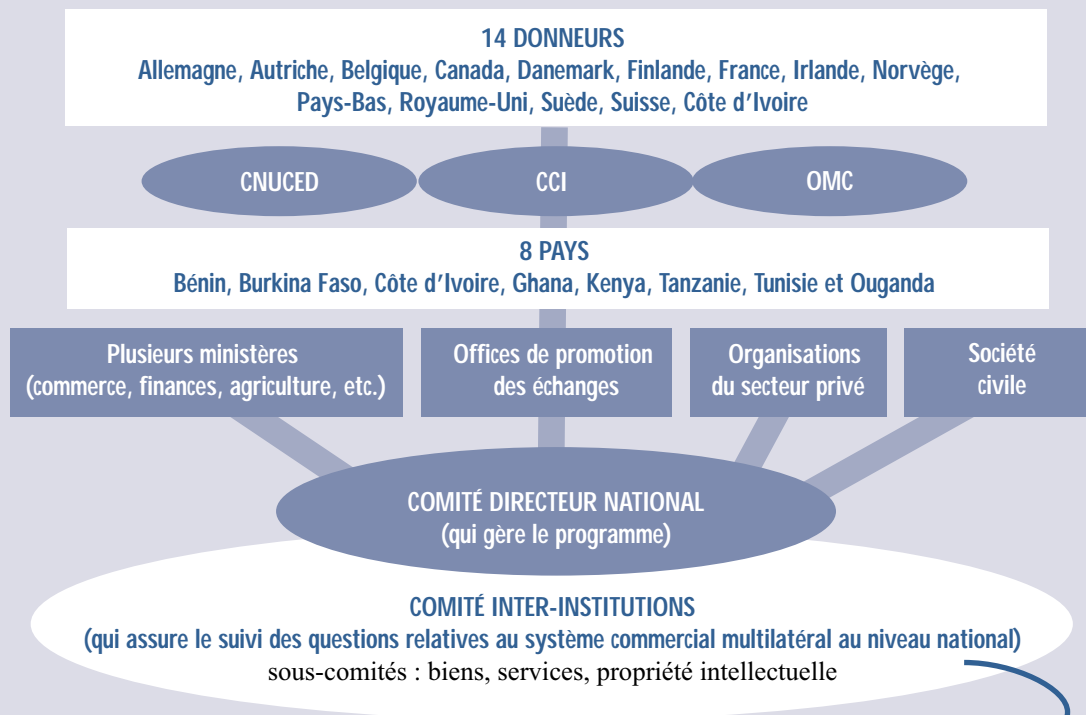 14 DONNEURS
Allemagne, Autriche, Belgique, Canada, Danemark, Finlande, France, Irlande, Norvège,
Pays-Bas, Royaume-Uni, Suède, Suisse, Côte d'Ivoire
CNUCED
CCI
OMC
8 PAYS
Bénin, Burkina Faso, Côte d'Ivoire, Ghana, Kenya, Tanzanie, Tunisie et Ouganda
Plusieurs ministères
(commerce, finances, agriculture, etc.)
Offices de promotion
des échanges
Organisations
du secteur privé
Société
civile
COMITÉ DIRECTEUR NATIONAL
(qui gère le programme)
COMITÉ INTER-INSTITUTIONS
(qui assure le suivi des questions relatives au système commercial multilatéral au niveau national)
sous-comités : biens, services, propriété intellectuelle